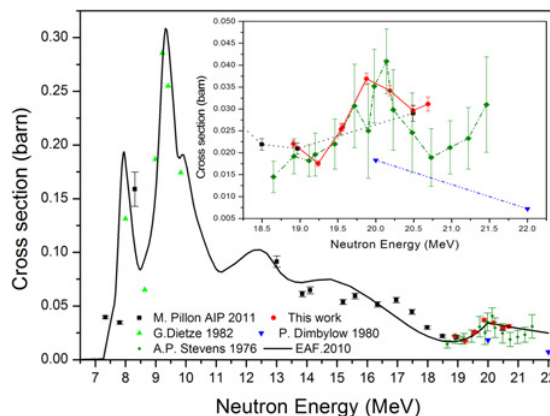 0.30
0.25
0.20
0.15
0.10
0.05
0.00
Cross section (barn)
7 8 9 10 11 12 13 14 15 16 17 18 19 20 21 22
Neutron Energy (MeV)
0.050
0.045
0.040
0.035
0.030
0.025
0.020
0.015
0.010
0.005
0.000
Cross section (barn)
18.5 19.0 19.5 20.0 20.5 21.0 21.5 22.0
Neutron Energy (MeV)
M. Pillon AIP 2011 This work
G.Dietze 1982 P. Dimbylow 1980
A.P. Stevens 1976 EAF.2010